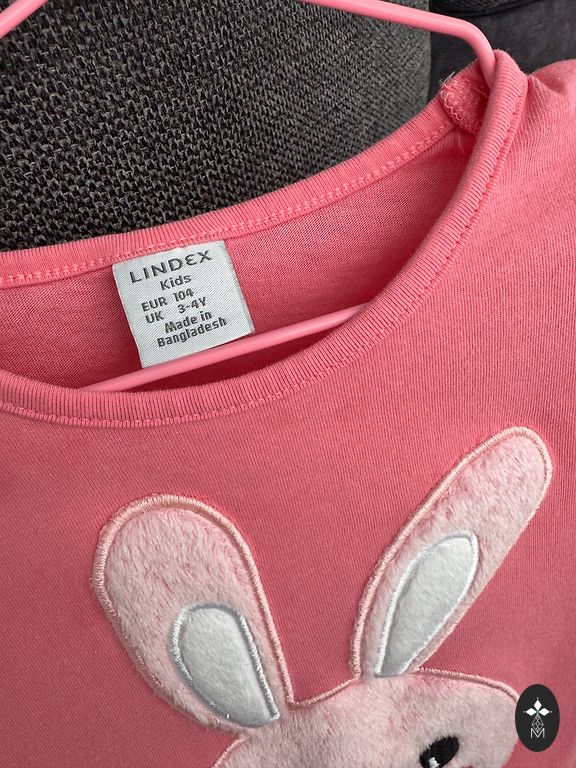 LINDEX
Kids
EUR 104
UK 3-4Y
Made in
Bangladesh
M